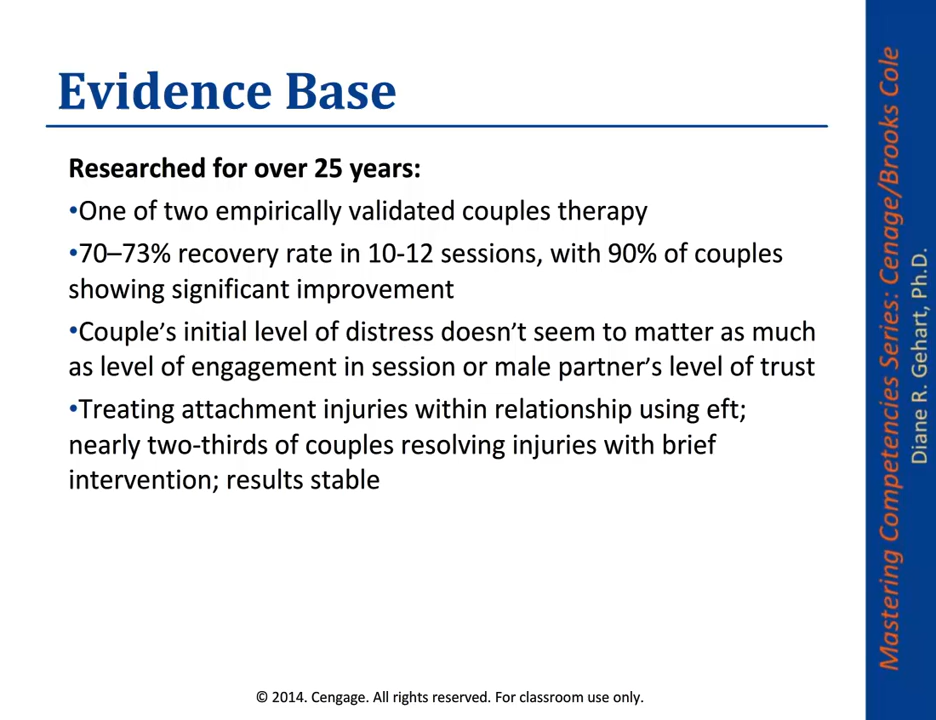 Evidence Base
Researched for over 25 years:
•One of two empirically validated couples therapy
•70–73% recovery rate in 10-12 sessions, with 90% of couples
showing significant improvement
•Couple’s initial level of distress doesn’t seem to matter as much
as level of engagement in session or male partner’s level of trust
•Treating attachment injuries within relationship using eft;
nearly two-thirds of couples resolving injuries with brief
intervention; results stable
© 2014. Cengage. All rights reserved. For classroom use only.
Mastering Competencies Series: Cenage/Brooks Cole
Diane R. Gehart, Ph.D.